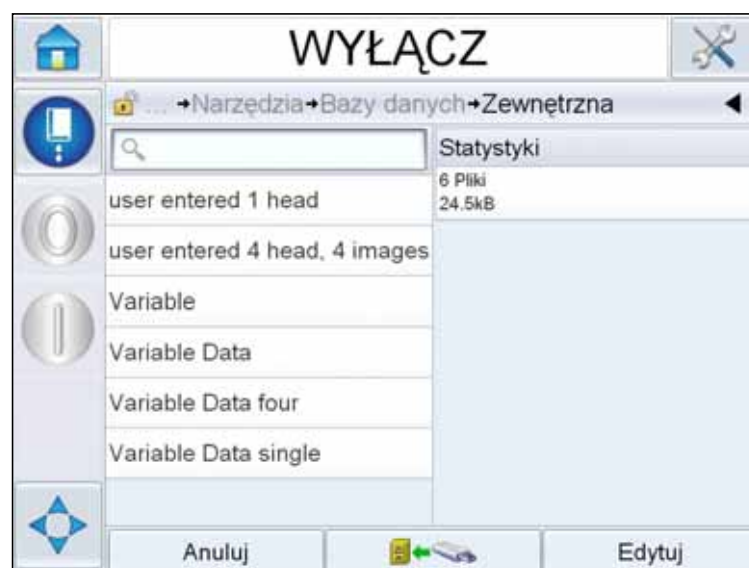 WYŁĄCZ
... →Narzędzia→Bazy danych→Zewnętrzna
Statystyki
6 Pliki
24.5kB
user entered 1 head
user entered 4 head, 4 images
Variable
Variable Data
Variable Data four
Variable Data single
Anuluj
Edytuj